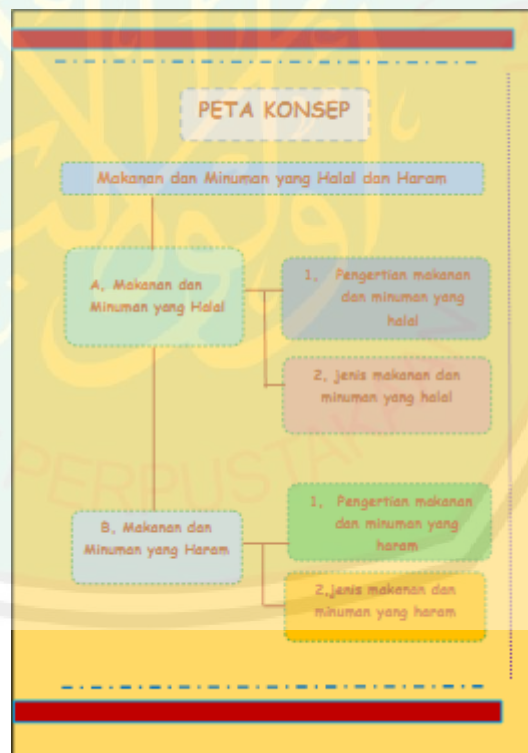 PETA KONSEP
Makanan dan Minuman yang Halal dan Haram
A, Makanan dan
Minuman yang Halal
1, Pengertian makanan
dan minuman yang
halal
2, jenis makanan dan
minuman yang halal
B, Makanan dan
Minuman yang Haram
1, Pengertian makanan
dan minuman yang
haram
2,jenis makanan dan
minuman yang haram
PERPUSTAKAAN